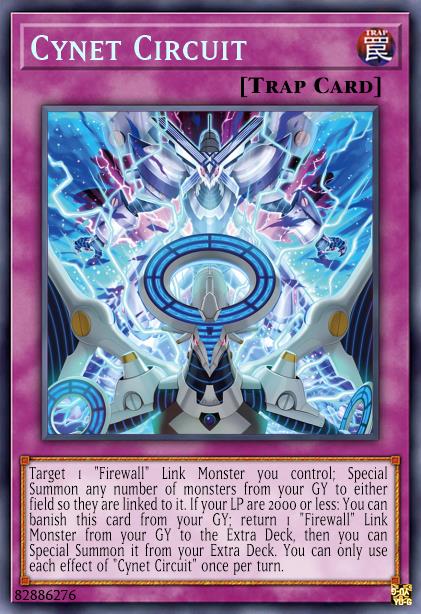 Cynet Circuit
TRAP
罠
[Trap Card]
Target 1 "Firewall" Link Monster you control; Special
Summon any number of monsters from your GY to either
field so they are linked to it. If your LP are 2000 or less: You can
banish this card from your GY; return 1 "Firewall" Link
Monster from your GY to the Extra Deck, then you can
Special Summon it from your Extra Deck. You can only use
each effect of "Cynet Circuit" once per turn.
82886276